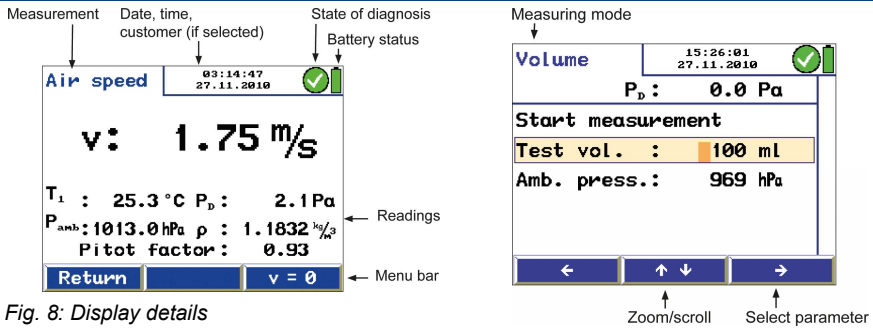 Measurement
Date, time,
customer (if selected)
State of diagnosis
Battery status
Air speed
03:14:47
27.11.2010
v: 1.75 m/s
T₁ : 25.3 °C P_D : 2.1 Pa
P_amb : 1013.0 hPa ρ : 1.1832 kg/m³
Pitot factor : 0.93
Return
v = 0
Readings
Menu bar
Fig. 8: Display details
Measuring mode
Volume
15:26:01
27.11.2010
P_D : 0.0 Pa
Start measurement
Test vol. : 100 ml
Amb. press.: 969 hPa
← ↑ ↓ →
Zoom/scroll
Select parameter